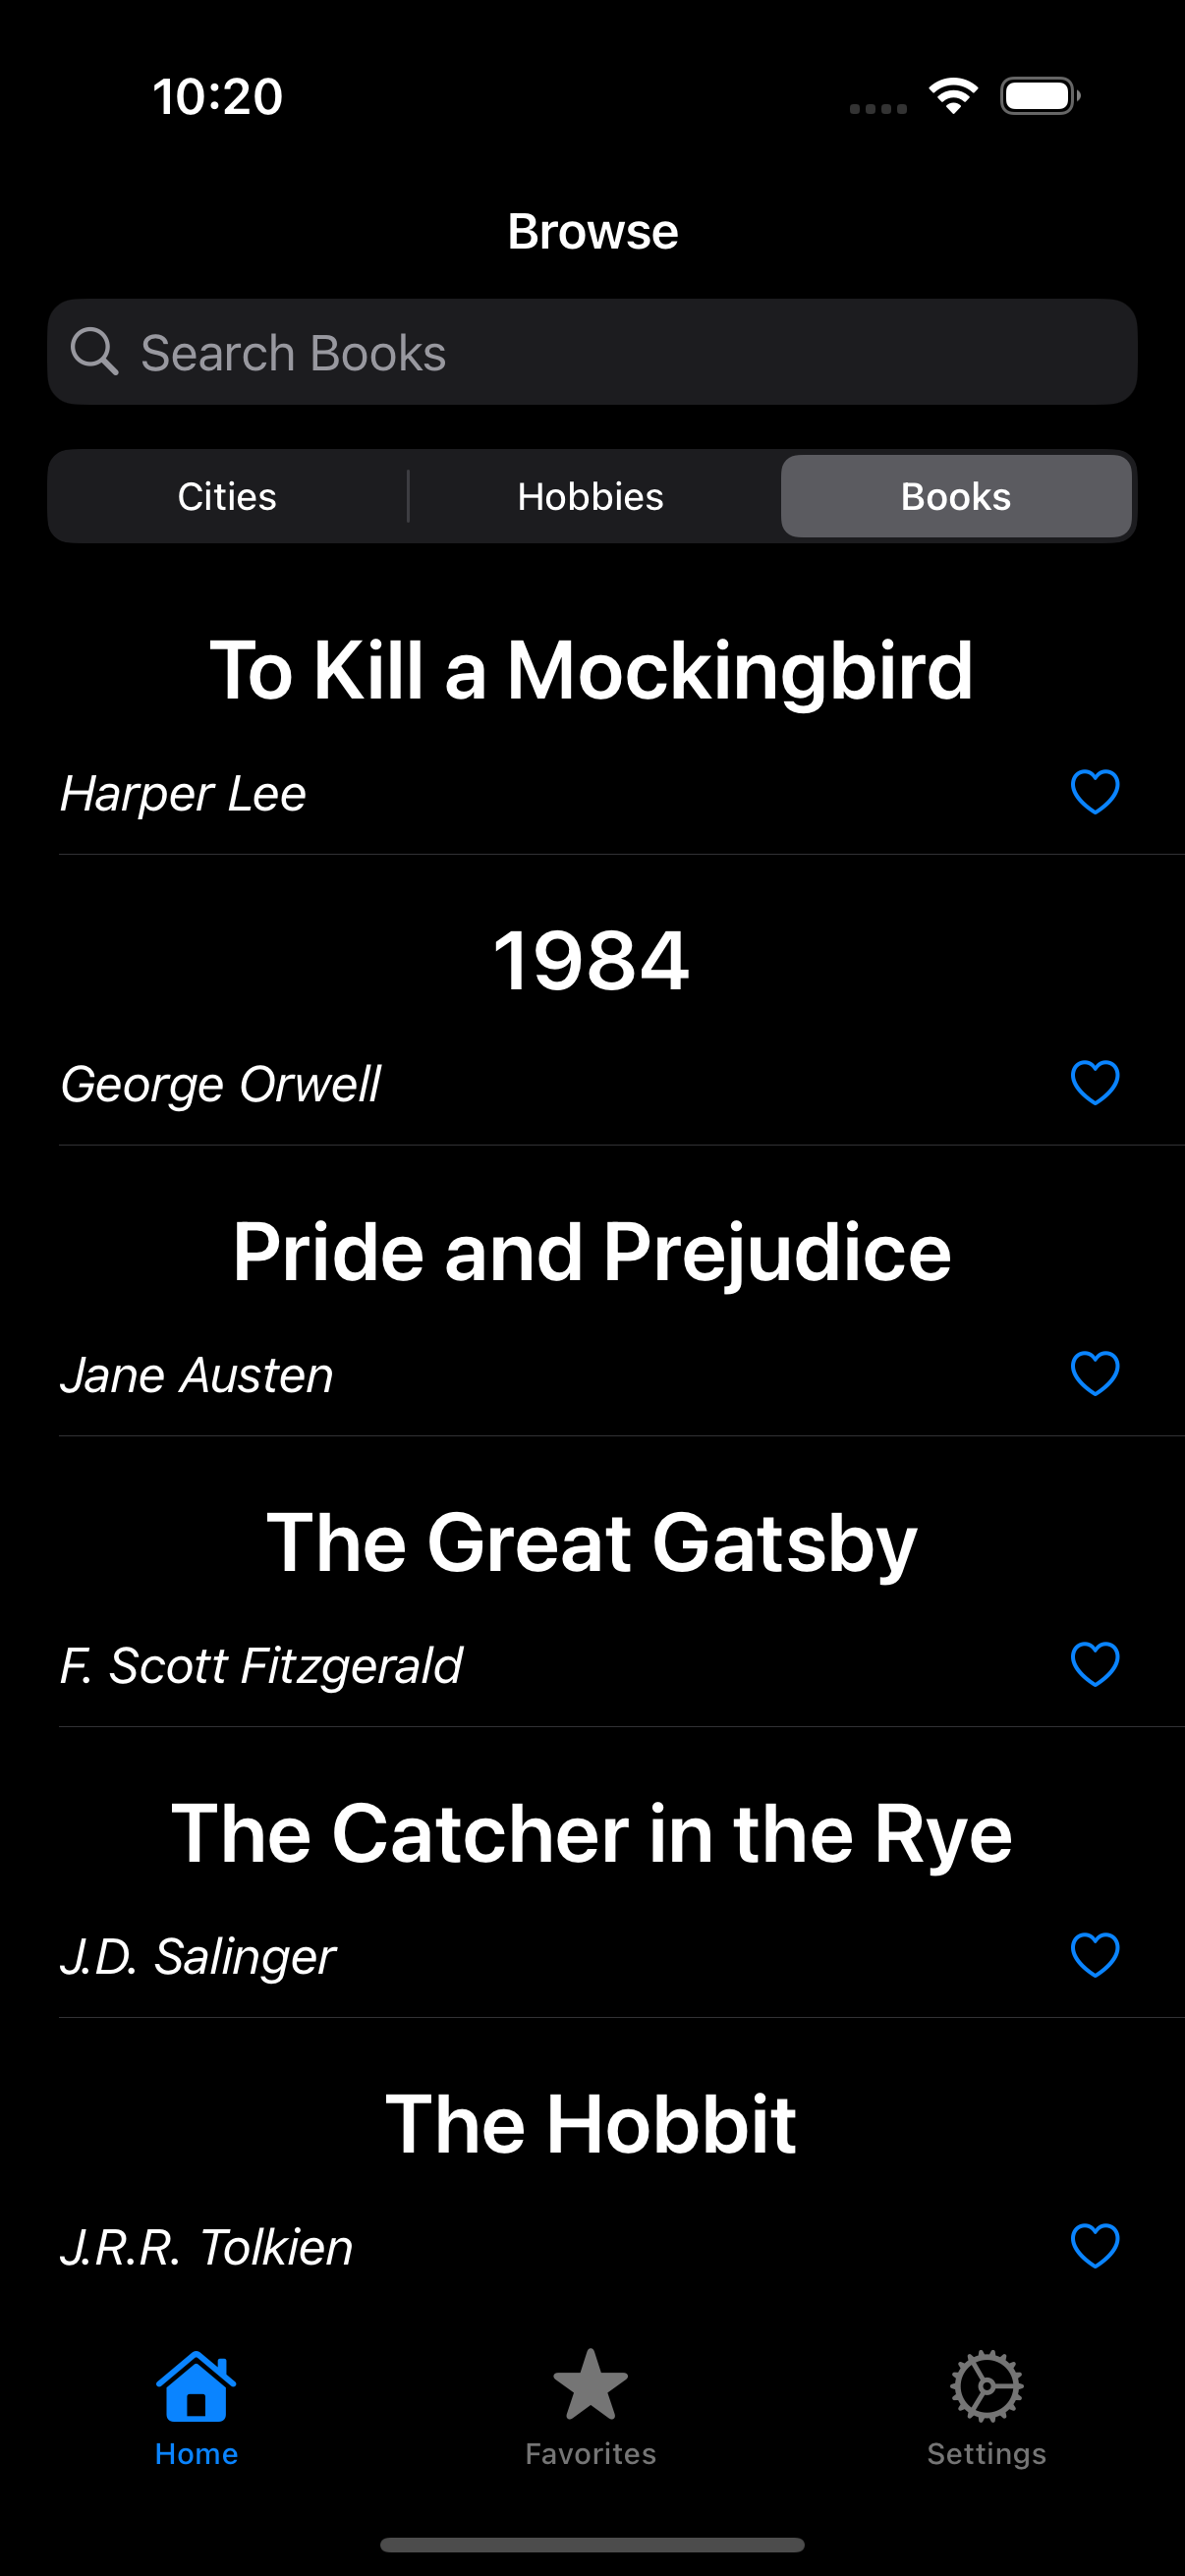 10:20
Browse
Search Books
Cities Hobbies Books
To Kill a Mockingbird
Harper Lee
1984
George Orwell
Pride and Prejudice
Jane Austen
The Great Gatsby
F. Scott Fitzgerald
The Catcher in the Rye
J.D. Salinger
The Hobbit
J.R.R. Tolkien
Home Favorites Settings